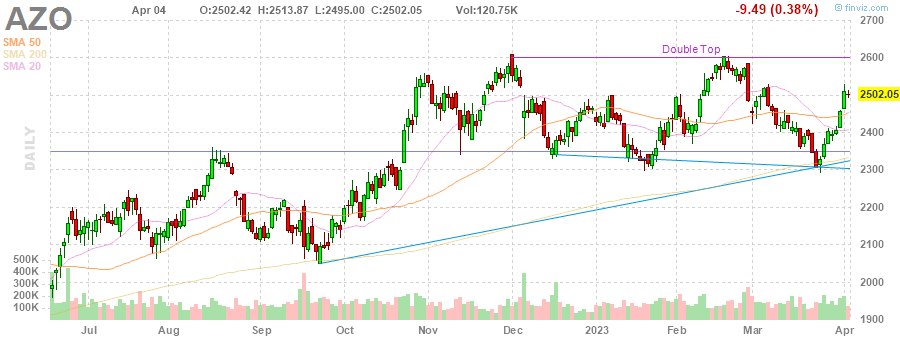 AZO
Apr 04 O:2502.42 H:2513.87 L:2495.00 C:2502.05 Vol:120.75K -9.49 (0.38%)
finviz.com
SMA 50
SMA 200
SMA 20
DAILY
Double Top
2700
2600
2502.05
2400
2300
2200
2100
2000
1900
500K
400K
300K
200K
100K
Jul Aug Sep Oct Nov Dec 2023 Feb Mar Apr